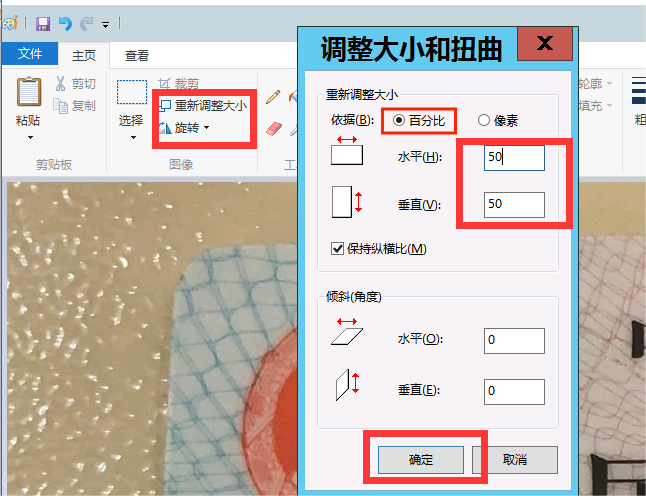 文件
主页
查看
剪切
复制
粘贴
剪贴板
选择
裁剪
重新调整大小
旋转
图像
轮廓
填充
粗
调整大小和扭曲
X
重新调整大小
依据(B):
百分比
像素
水平(H):
50
垂直(V):
50
保持纵横比(M)
倾斜(角度)
水平(O):
0
垂直(E):
0
确定
取消